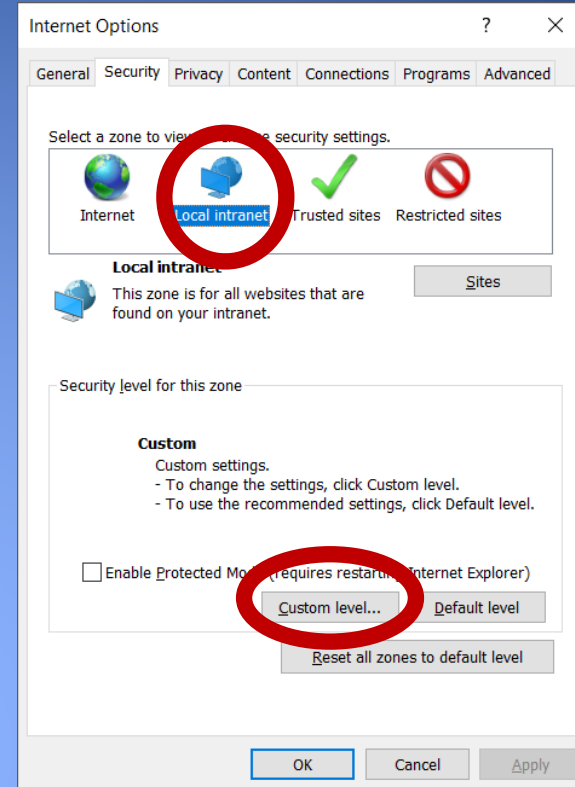 Internet Options ?
General Security Privacy Content Connections Programs Advanced
Select a zone to view security settings.
Internet Local intranet Trusted sites Restricted sites
Local intranet
Sites
This zone is for all websites that are
found on your intranet.
Security level for this zone
Custom
Custom settings.
- To change the settings, click Custom level.
- To use the recommended settings, click Default level.
Enable Protected Mode (requires restarting Internet Explorer)
Custom level... Default level
Reset all zones to default level
OK Cancel Apply